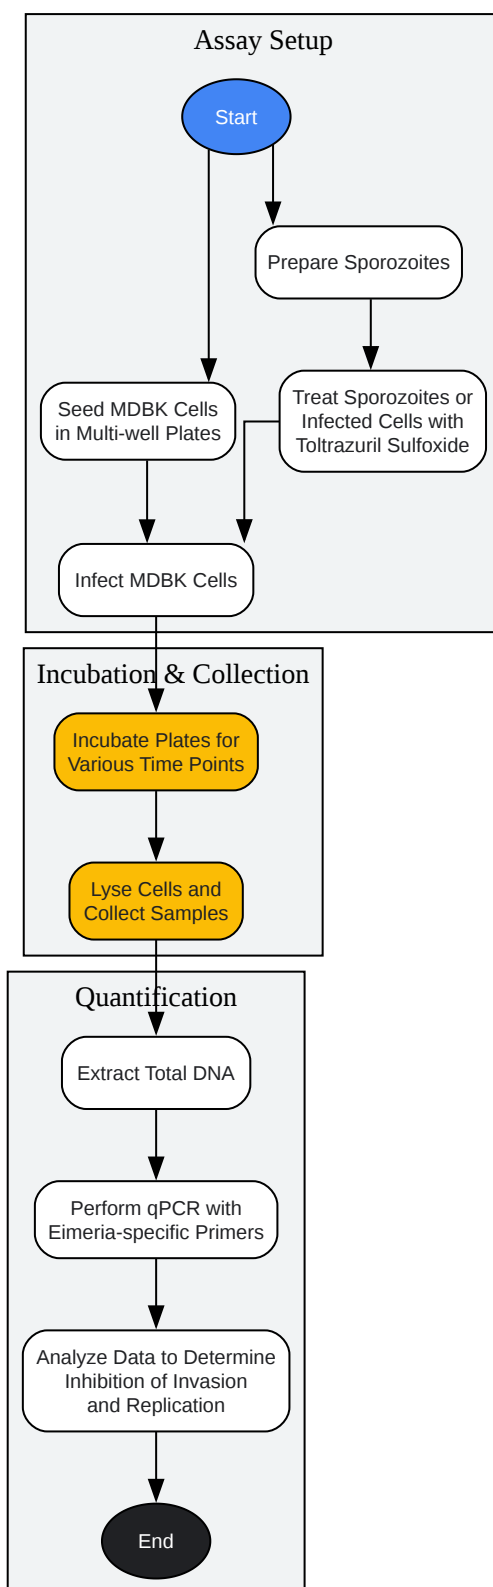 Assay Setup
Start
Prepare Sporozoites
Seed MDBK Cells
in Multi-well Plates
Treat Sporozoites or
Infected Cells with
Toltrazuril Sulfoxide
Infect MDBK Cells
Incubation & Collection
Incubate Plates for
Various Time Points
Lyse Cells and
Collect Samples
Quantification
Extract Total DNA
Perform qPCR with
Eimeria-specific Primers
Analyze Data to Determine
Inhibition of Invasion
and Replication
End